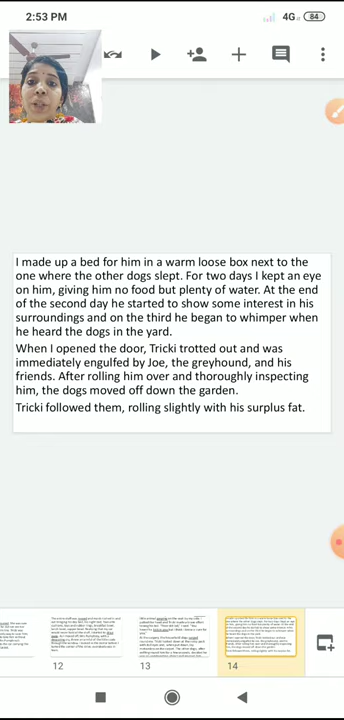 2:53 PM
4G
84
I made up a bed for him in a warm loose box next to the
one where the other dogs slept. For two days I kept an eye
on him, giving him no food but plenty of water. At the end
of the second day he started to show some interest in his
surroundings and on the third he began to whimper when
he heard the dogs in the yard.
When I opened the door, Tricki trotted out and was
immediately engulfed by Joe, the greyhound, and his
friends. After rolling him over and thoroughly inspecting
him, the dogs moved off down the garden.
Tricki followed them, rolling slightly with his surplus fat.
12
13
14